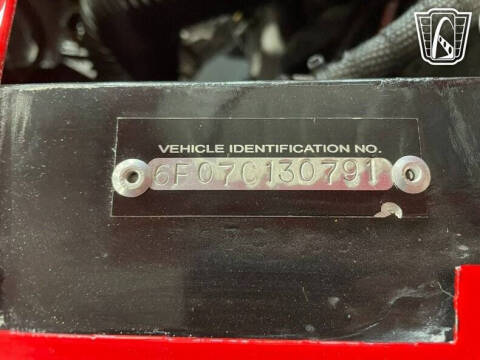 VEHICLE IDENTIFICATION NO.
6F07C130791